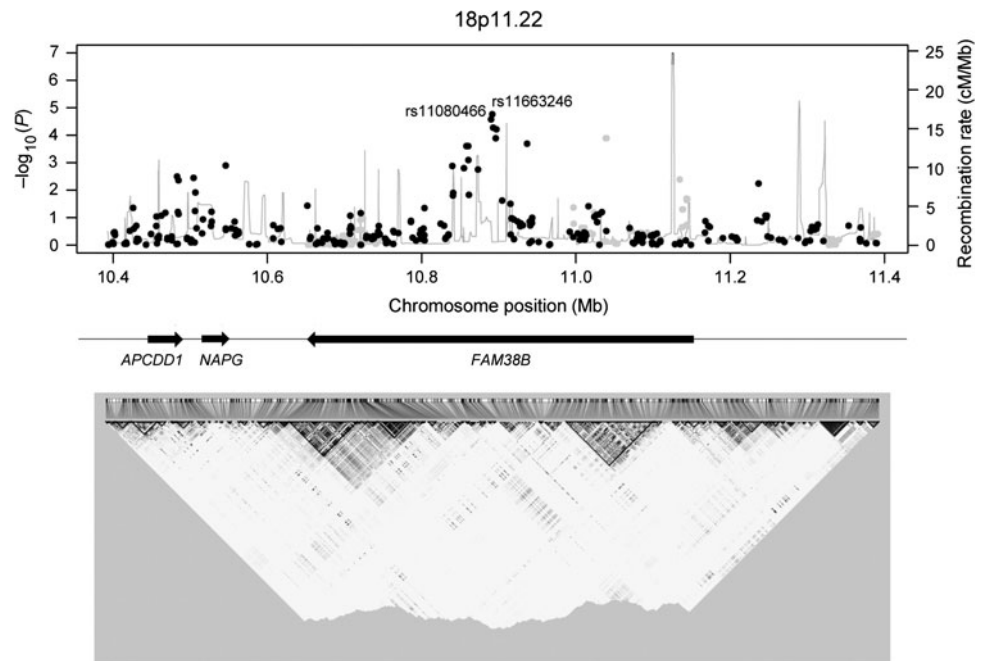 18p11.22
7
6
5
4
3
2
1
0
−log10(P)
rs11080466
rs11663246
25
20
15
10
5
0
Recombination rate (cM/Mb)
10.4 10.6 10.8 11.0 11.2 11.4
Chromosome position (Mb)
APCDD1 NAPG FAM38B